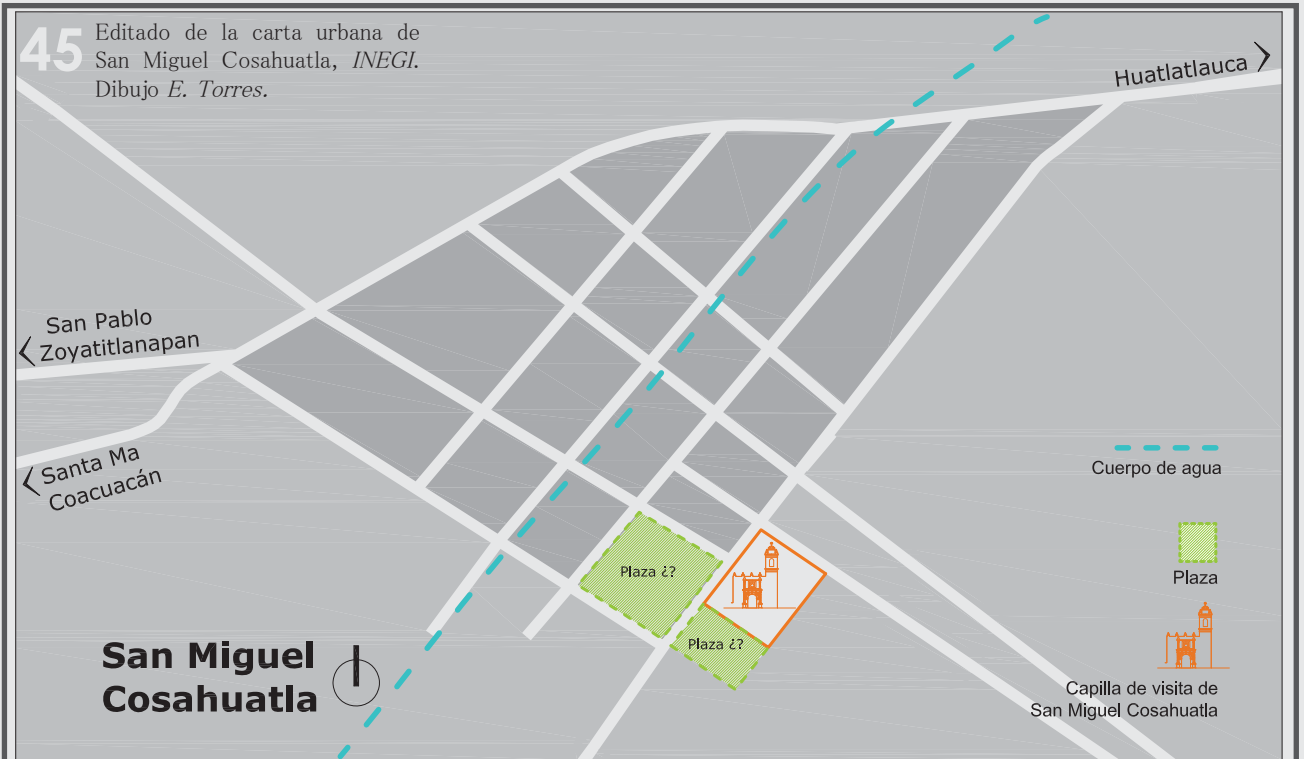 45
Editado de la carta urbana de
San Miguel Cosahuatla, INEGI.
Dibujo E. Torres.
Huatlatlauca
San Pablo
Zoyatitlanapan
Santa Ma
Coacuacán
Cuerpo de agua
Plaza ¿?
Plaza
Plaza ¿?
San Miguel
Cosahuatla
Capilla de visita de
San Miguel Cosahuatla